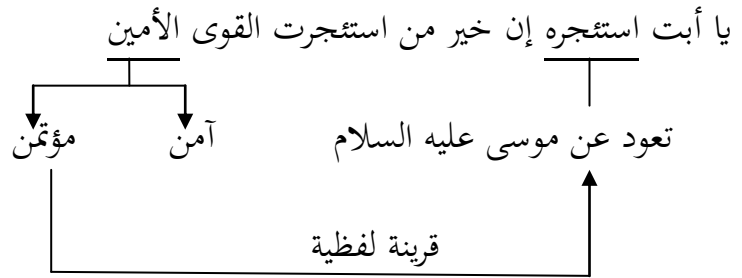 يا أبت استئجره إن خير من استئجرت القوى الأمين
تعود عن موسى عليه السلام آمن مؤتمن
قرينة لفظية